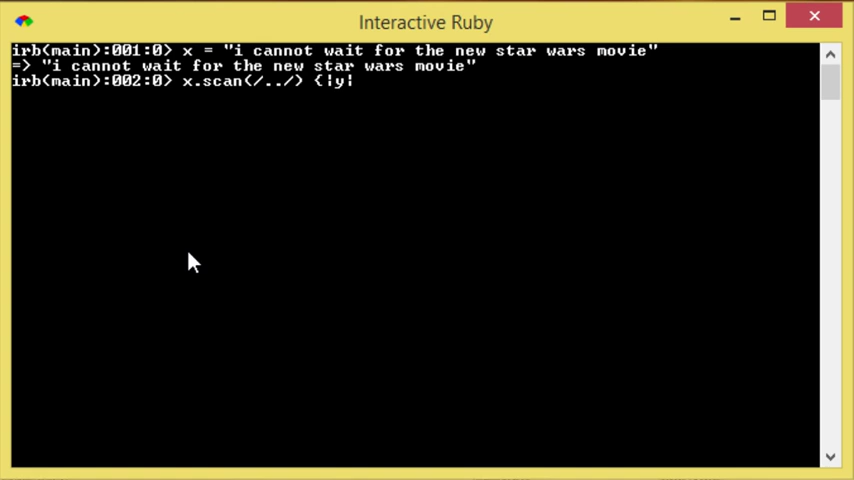 Interactive Ruby
irb(main):001:0> x = "i cannot wait for the new star wars movie"
=> "i cannot wait for the new star wars movie"
irb(main):002:0> x.scan(/../) {|y|